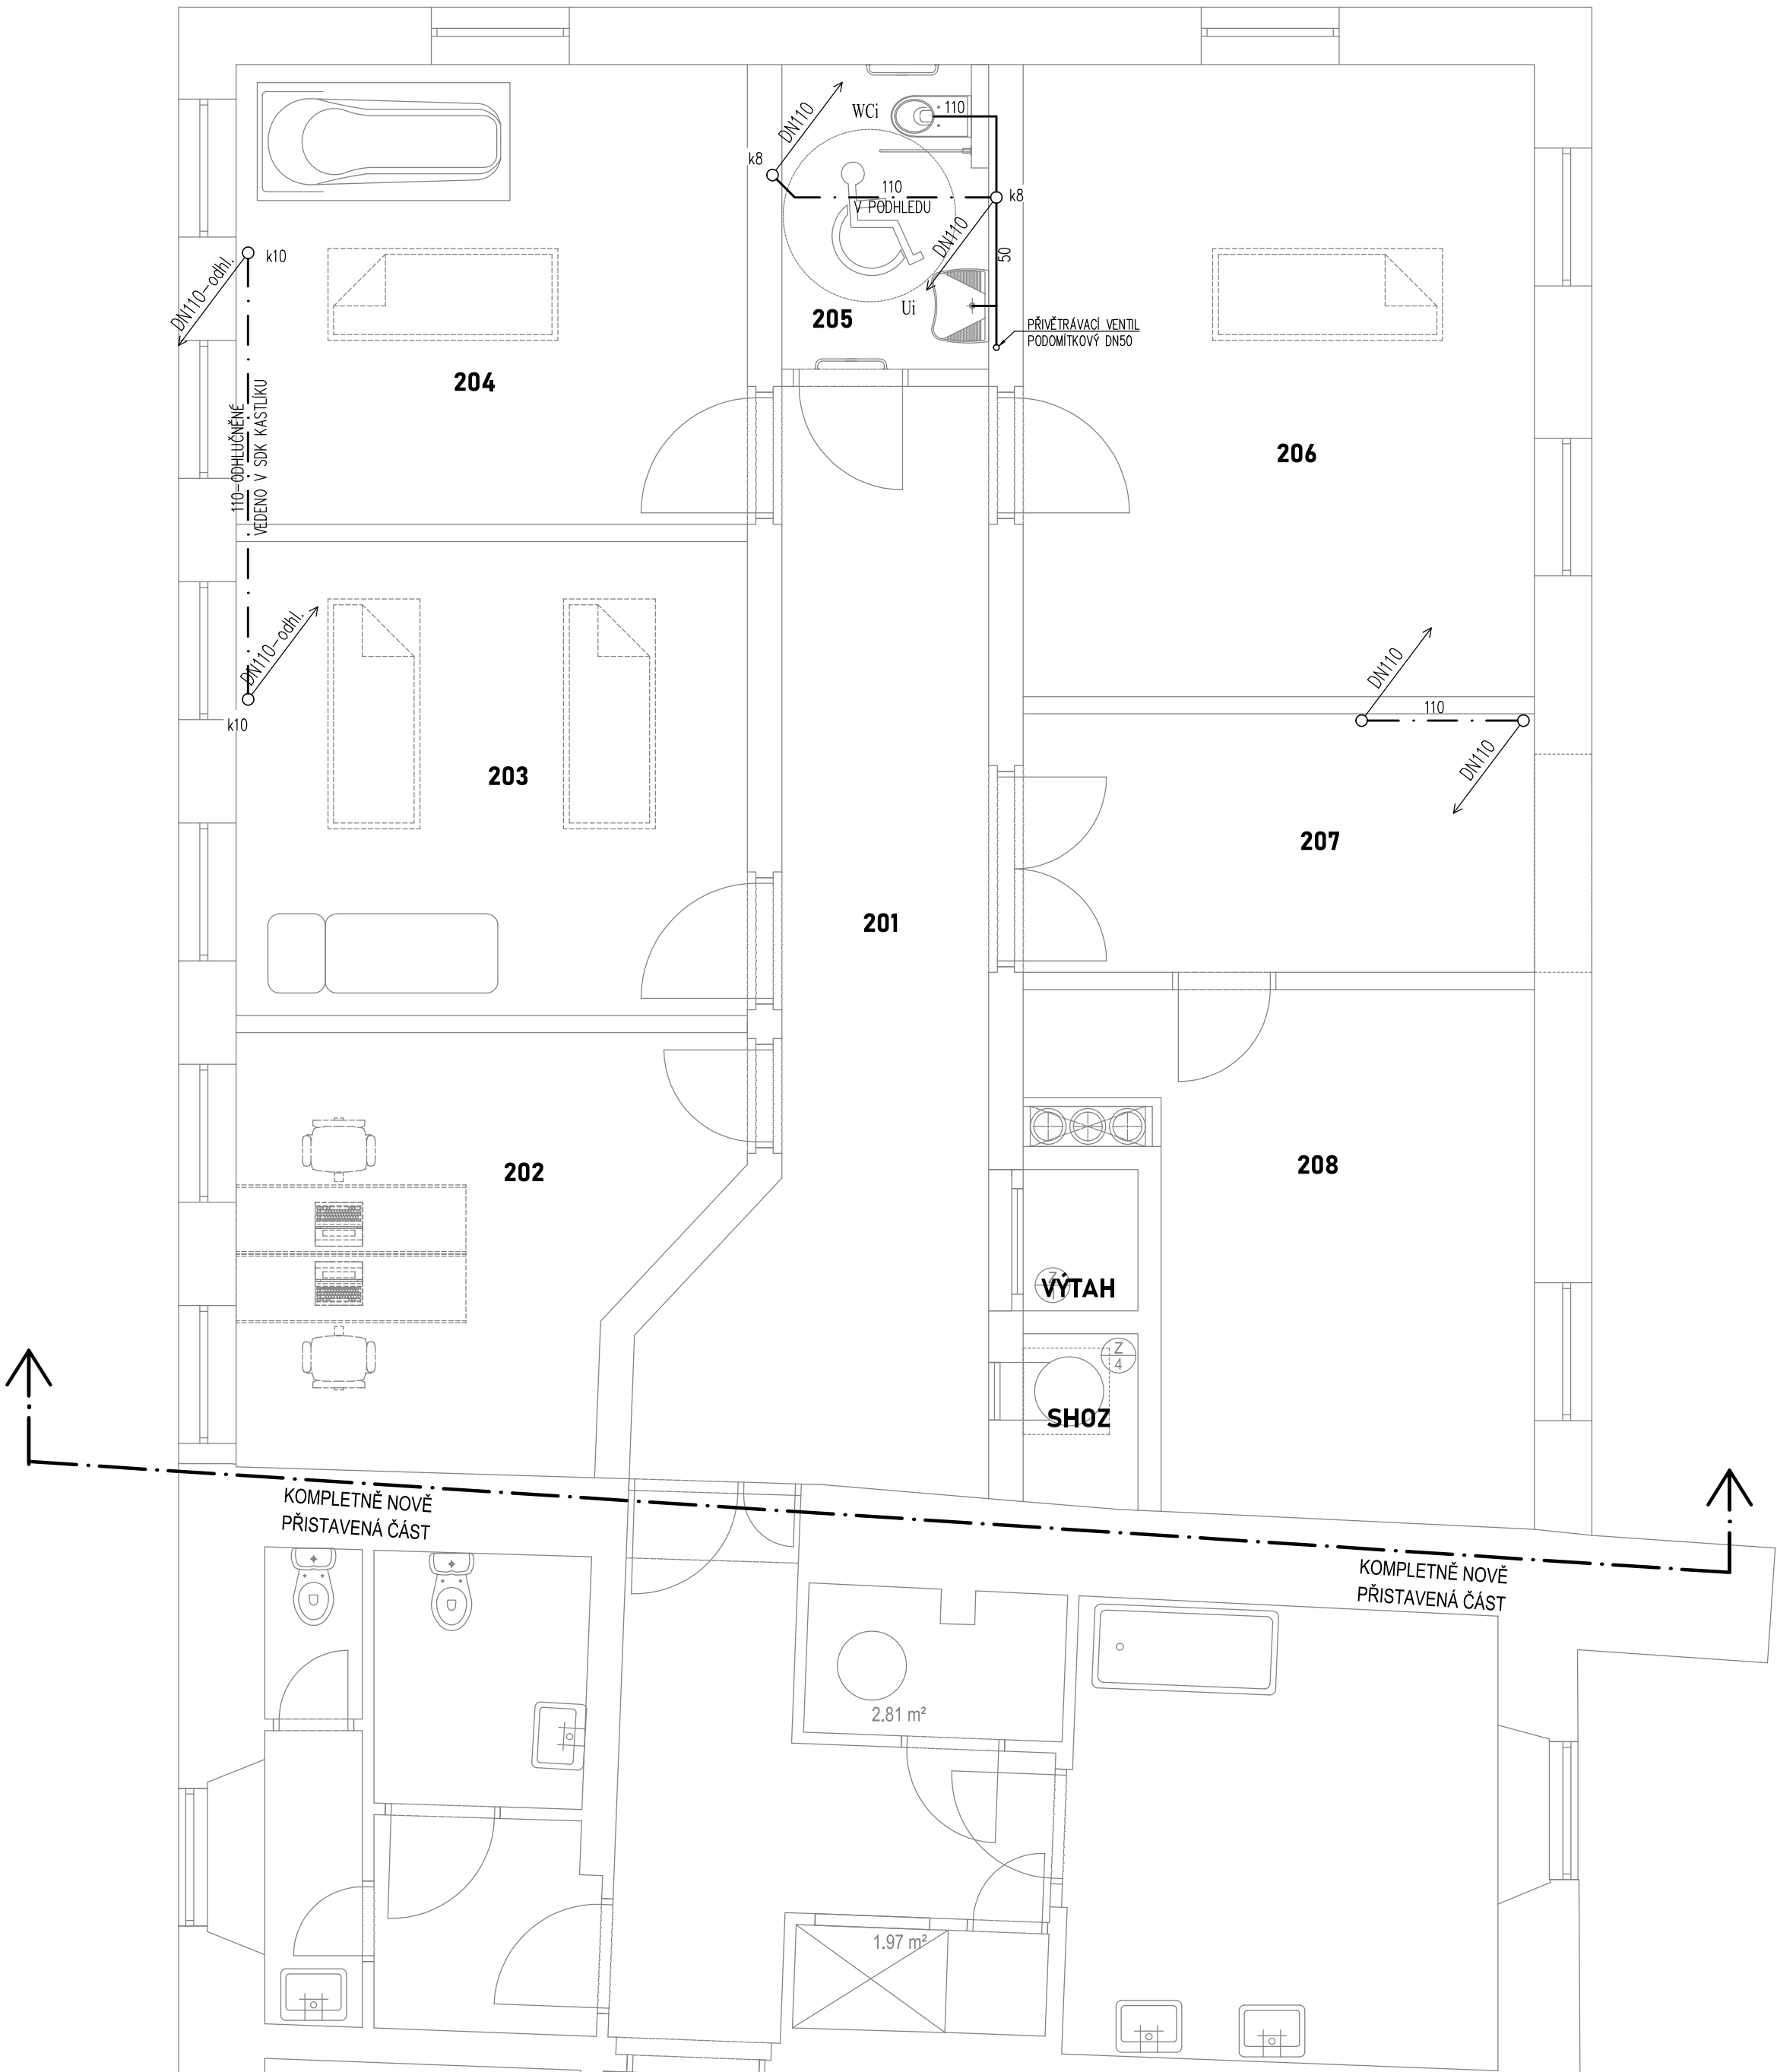 WCi
110
DN110
k8
110
V PODHLEDU
k8
DN110
50
k10
DN110-odhl.
205
Ui
PŘIVĚTRÁVACÍ VENTIL
PODOMÍTKOVÝ DN50
204
110-ODHLUČNĚNÉ
VEDENO V SDK KASTLÍKU
206
DN110-odhl.
k10
DN110
110
DN110
203
207
201
202
208
Z
VÝTAH
Z
4
SHOZ
KOMPLETNĚ NOVĚ
PŘISTAVENÁ ČÁST
KOMPLETNĚ NOVĚ
PŘISTAVENÁ ČÁST
2.81 m²
1.97 m²